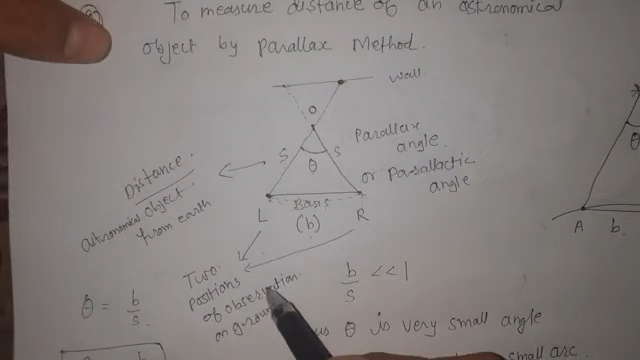 To measure distance of an astronomical
object by Parallax Method.
wall
O
Parallax
angle.
or Parallactic
angle
S
θ
S
Distance
astronomical object
from earth
Basis
L
(b)
R
Two
positions
of observation
on
θ = b/s.
b/s <<1
θ is very small angle
small arc.
θ
A
b.